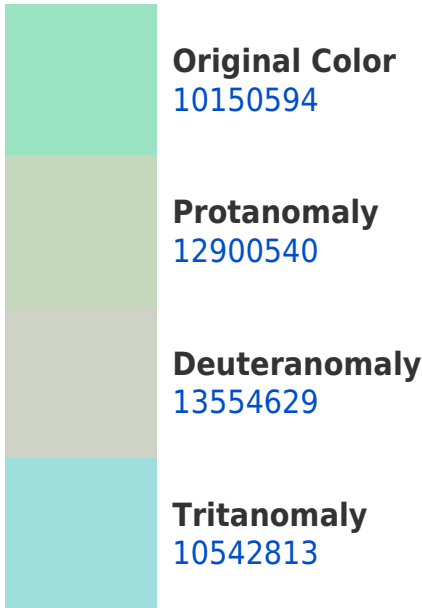 Original Color
10150594
Protanomaly
12900540
Deuteranomaly
13554629
Tritanomaly
10542813